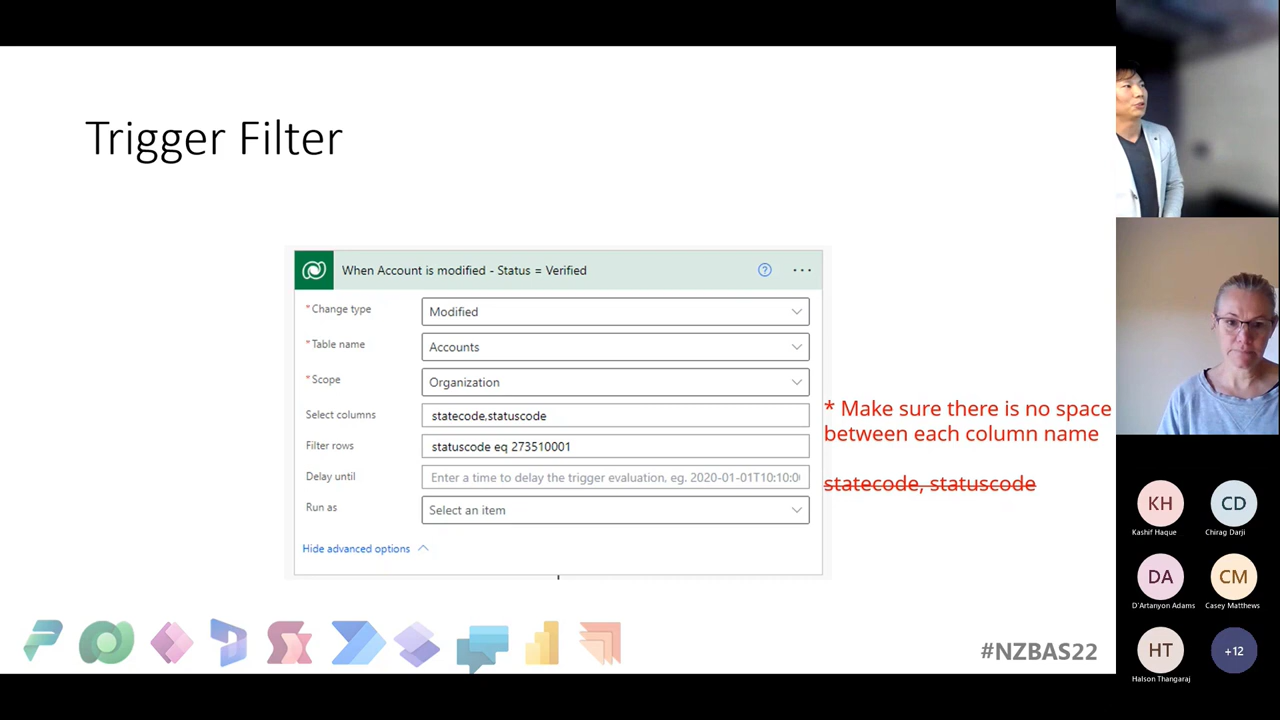 Trigger Filter
When Account is modified - Status = Verified
* Change type
Modified
* Table name
Accounts
* Scope
Organization
Select columns
statecode,statuscode
Filter rows
statuscode eq 273510001
Delay until
Enter a time to delay the trigger evaluation, eg. 2020-01-01T10:10:0
Run as
Select an item
Hide advanced options
* Make sure there is no space
between each column name
statecode, statuscode
#NZBAS22
KH
Kashif Haque
CD
Chirag Darji
DA
D'Artanyon Adams
CM
Casey Matthews
HT
Halson Thangaraj
+12